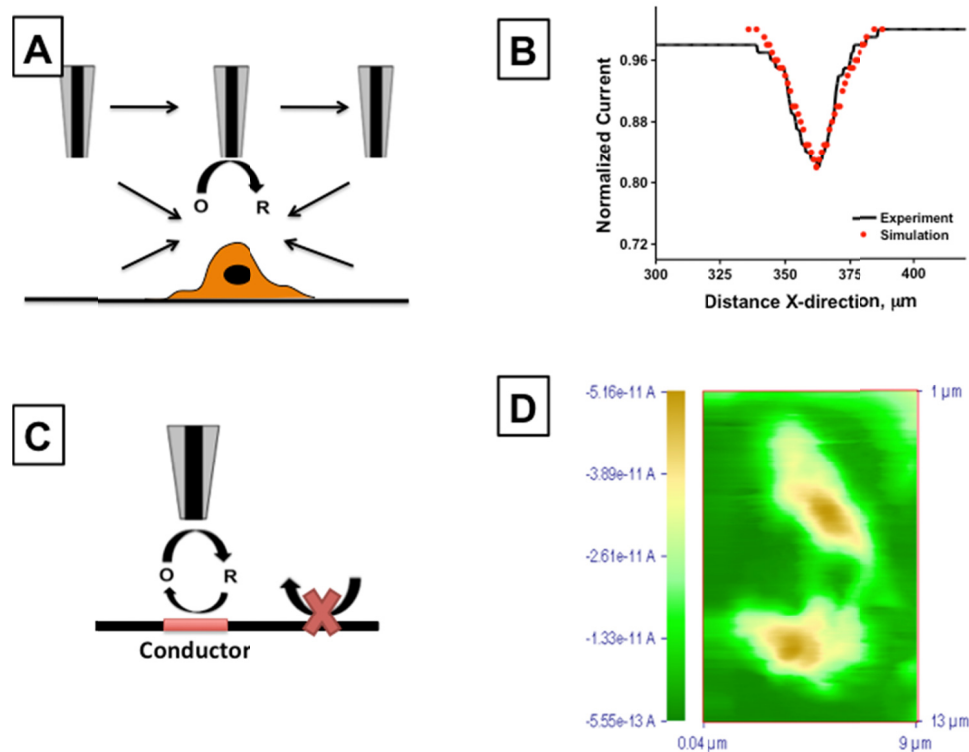 A
O
R
B
Normalized Current
0.96
0.88
0.80
0.72
Experiment
Simulation
300
350
375
400
Distance X-direction, µm
C
O
R
Conductor
D
-5.16e-11 A
-3.89e-11 A
-2.61e-11 A
-1.33e-11 A
-5.55e-13 A
1 µm
13 µm
0.04 µm
9 µm